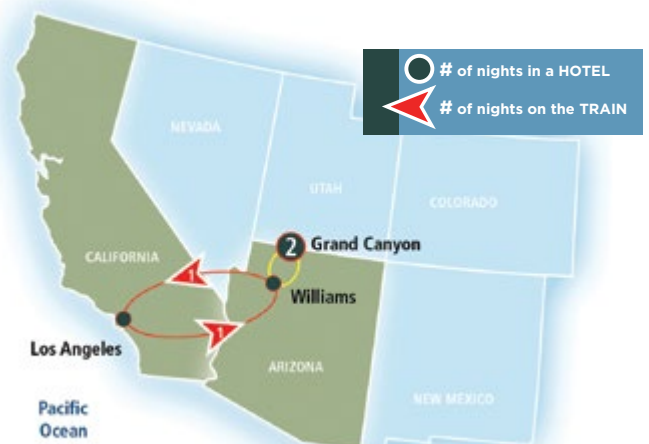 # of nights in a HOTEL
# of nights on the TRAIN
NEVADA
UTAH
COLORADO
2 Grand Canyon
CALIFORNIA
1
Williams
1
Los Angeles
ARIZONA
NEW MEXICO
Pacific
Ocean